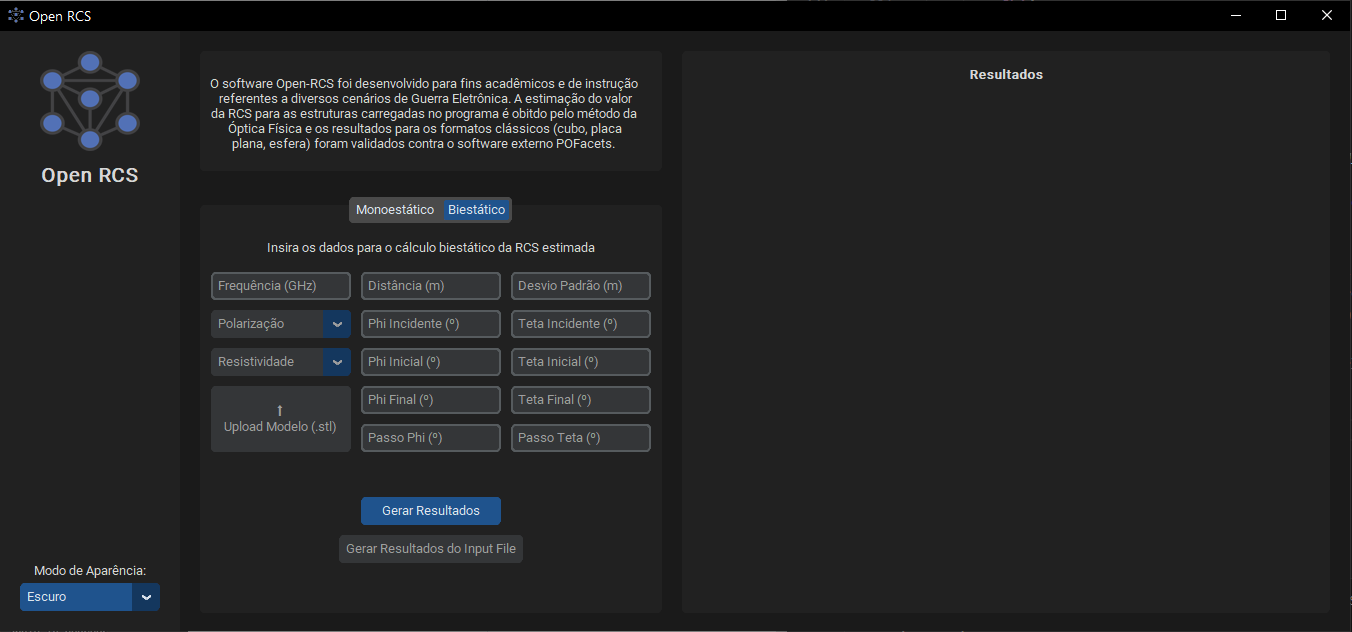 Open RCS
Open RCS
Modo de Aparência:
Escuro
O software Open-RCS foi desenvolvido para fins acadêmicos e de instrução
referentes a diversos cenários de Guerra Eletrônica. A estimação do valor
da RCS para as estruturas carregadas no programa é obitdo pelo método da
Óptica Física e os resultados para os formatos clássicos (cubo, placa
plana, esfera) foram validados contra o software externo POFacets.
Monoestático Biestático
Insira os dados para o cálculo biestático da RCS estimada
Frequência (GHz) Distância (m) Desvio Padrão (m)
Polarização Phi Incidente (º) Teta Incidente (º)
Resistividade Phi Inicial (º) Teta Inicial (º)
Upload Modelo (.stl) Phi Final (º) Teta Final (º)
Passo Phi (º) Passo Teta (º)
Gerar Resultados
Gerar Resultados do Input File
Resultados